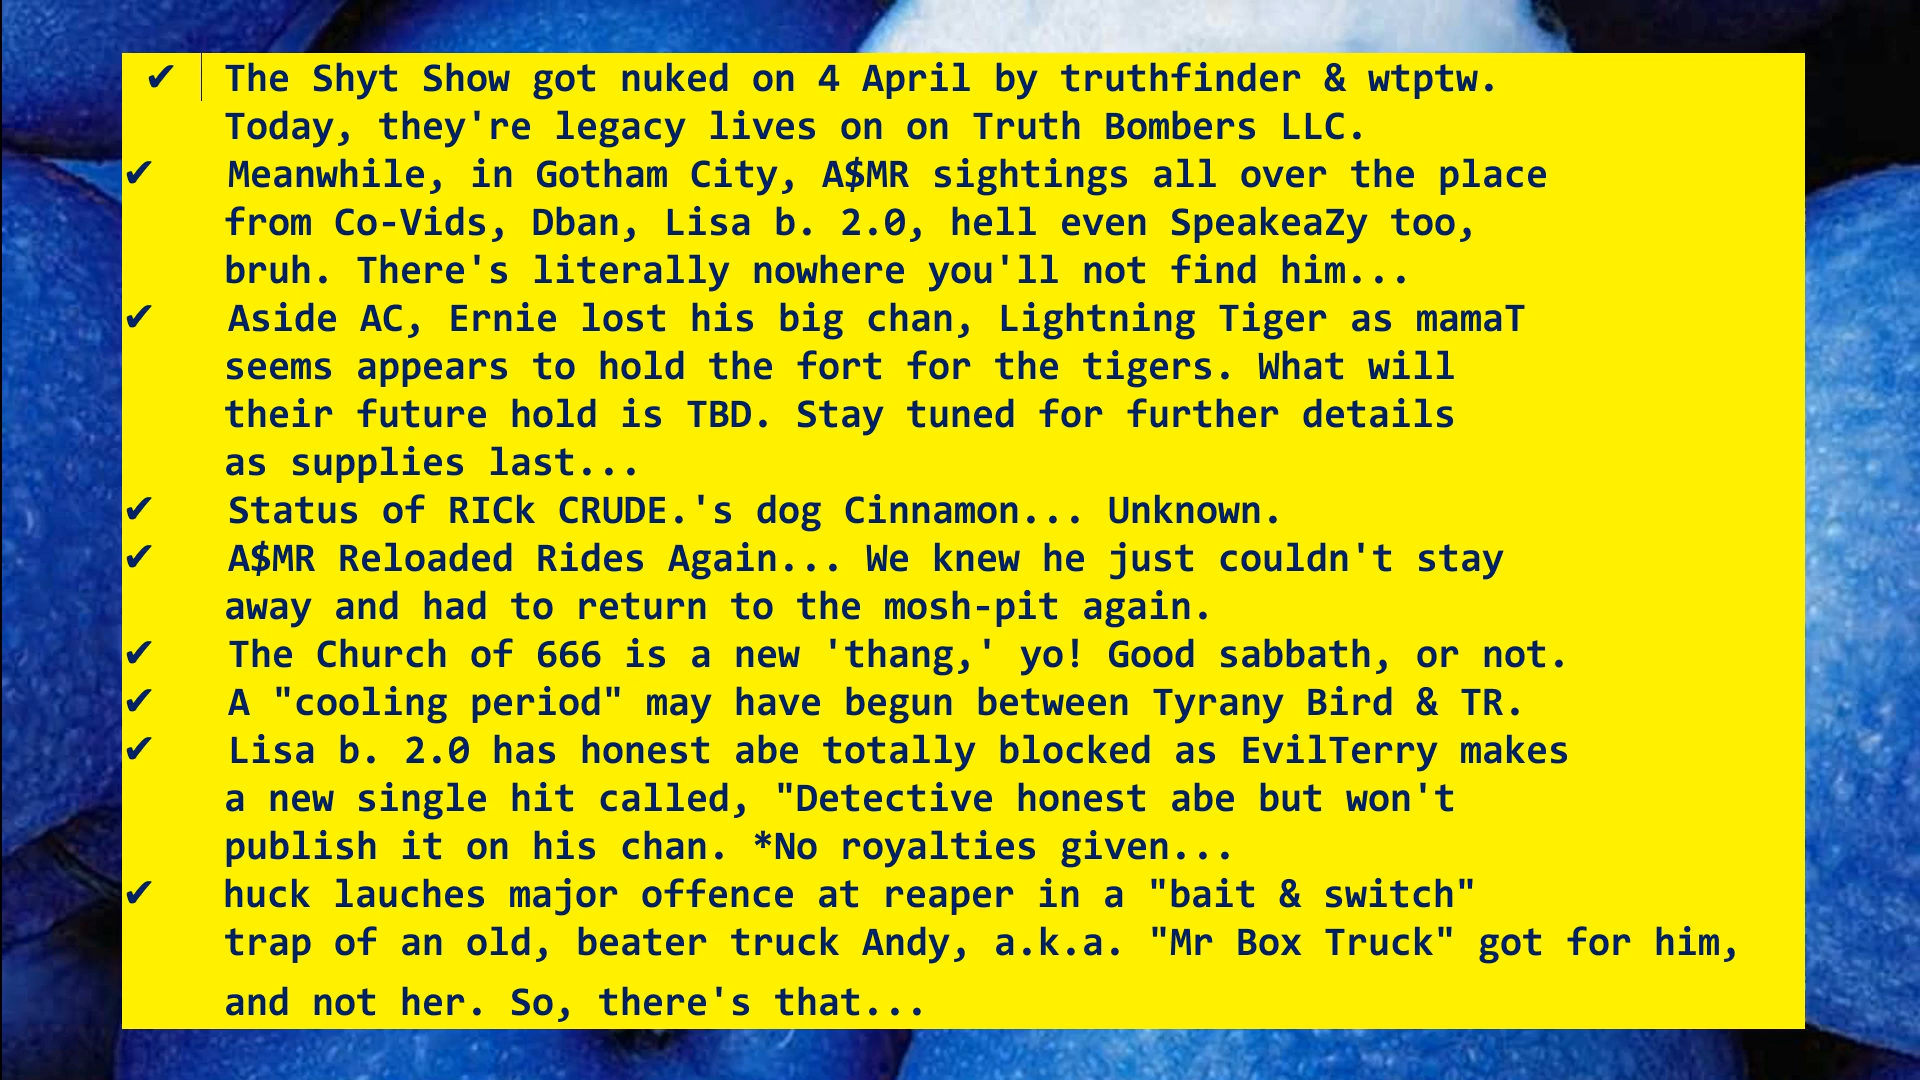 ✔ The Shyt Show got nuked on 4 April by truthfinder & wtptw.
Today, they're legacy lives on on Truth Bombers LLC.
✔ Meanwhile, in Gotham City, A$MR sightings all over the place
from Co-Vids, Dban, Lisa b. 2.0, hell even SpeakeaZy too,
bruh. There's literally nowhere you'll not find him...
✔ Aside AC, Ernie lost his big chan, Lightning Tiger as mamaT
seems appears to hold the fort for the tigers. What will
their future hold is TBD. Stay tuned for further details
as supplies last...
✔ Status of RICk CRUDE.'s dog Cinnamon... Unknown.
✔ A$MR Reloaded Rides Again... We knew he just couldn't stay
away and had to return to the mosh-pit again.
✔ The Church of 666 is a new 'thang,' yo! Good sabbath, or not.
✔ A "cooling period" may have begun between Tyrany Bird & TR.
✔ Lisa b. 2.0 has honest abe totally blocked as EvilTerry makes
a new single hit called, "Detective honest abe but won't
publish it on his chan. *No royalties given...
✔ huck lauches major offence at reaper in a "bait & switch"
trap of an old, beater truck Andy, a.k.a. "Mr Box Truck" got for him,
and not her. So, there's that...